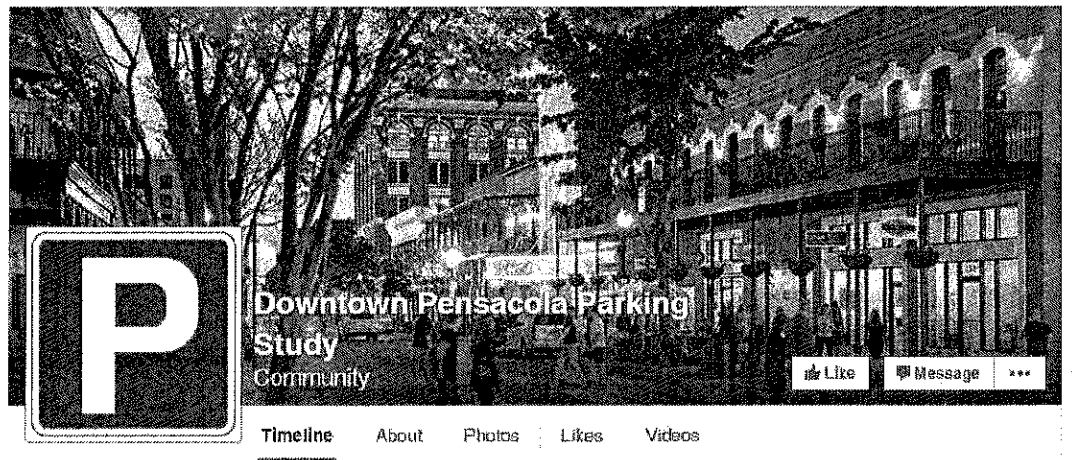 P
Downtown Pensacola Parking
Study
Community
Like
Message
Timeline
About
Photos
Likes
Videos